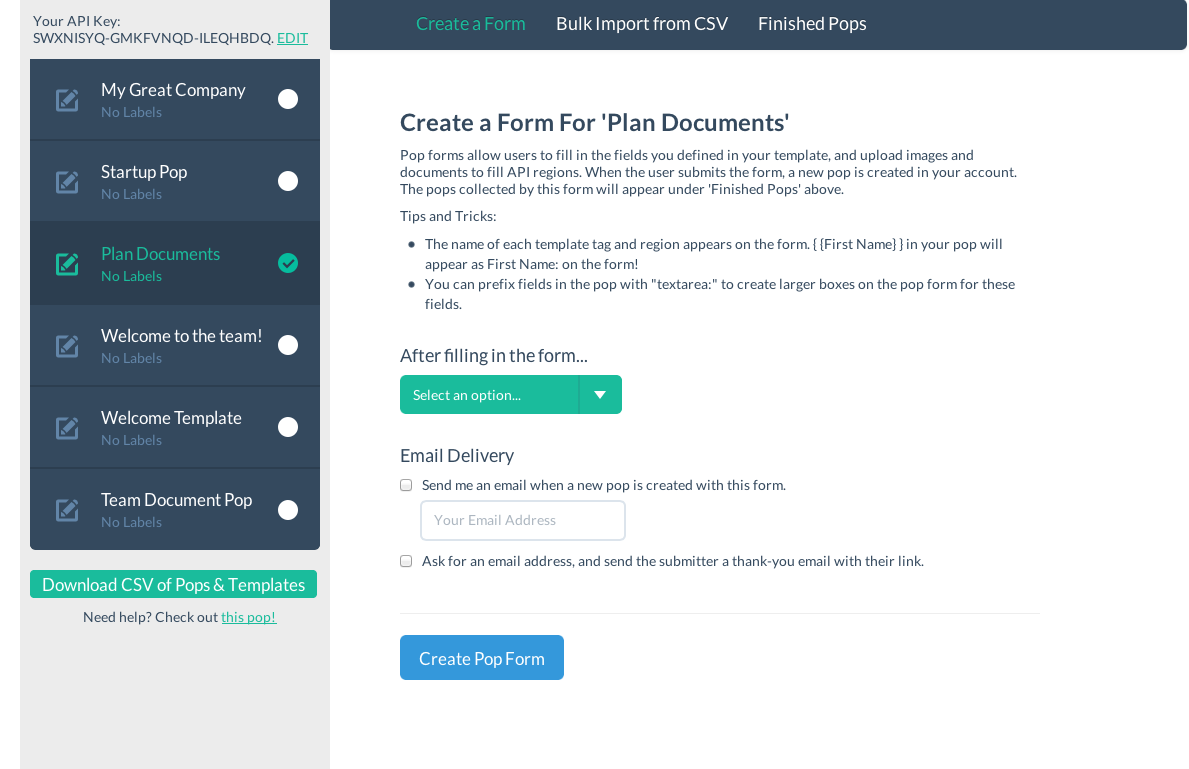 Your API Key:
SWXNISYQ-GMKFVNQD-ILEQHBDQ. EDIT
My Great Company
No Labels
Startup Pop
No Labels
Plan Documents
No Labels
Welcome to the team!
No Labels
Welcome Template
No Labels
Team Document Pop
No Labels
Download CSV of Pops & Templates
Need help? Check out this pop!
Create a Form
Bulk Import from CSV
Finished Pops
Create a Form For 'Plan Documents'
Pop forms allow users to fill in the fields you defined in your template, and upload images and
documents to fill API regions. When the user submits the form, a new pop is created in your account.
The pops collected by this form will appear under 'Finished Pops' above.
Tips and Tricks:
The name of each template tag and region appears on the form. { {First Name} } in your pop will
appear as First Name: on the form!
You can prefix fields in the pop with "textarea:" to create larger boxes on the pop form for these
fields.
After filling in the form...
Select an option...
Email Delivery
Send me an email when a new pop is created with this form.
Your Email Address
Ask for an email address, and send the submitter a thank-you email with their link.
Create Pop Form